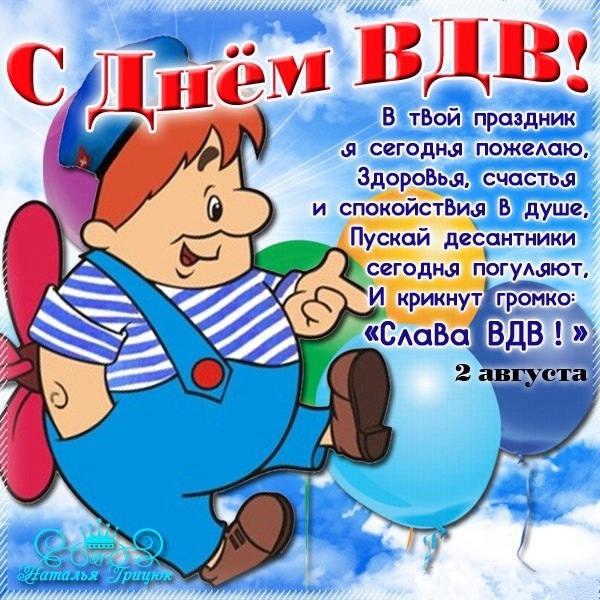 С Днём ВДВ!
В твой праздник
я сегодня пожелаю,
Здоровья, счастья
и спокойствия в душе,
Пускай десантники
сегодня погуляют,
И крикнут громко:
«Слава ВДВ ! »
2 августа
Наталья Грицюк